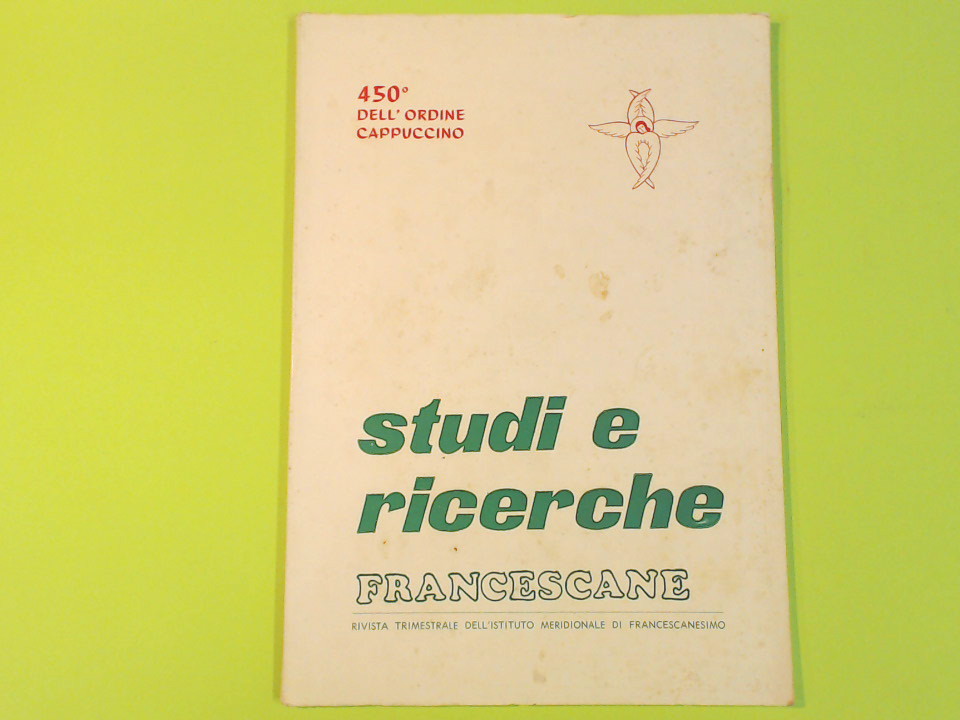 450°
DELL'ORDINE
CAPPUCCINO
studi e
ricerche
FRANCESCANE
RIVISTA TRIMESTRALE DELL'ISTITUTO MERIDIONALE DI FRANCESCANESIMO